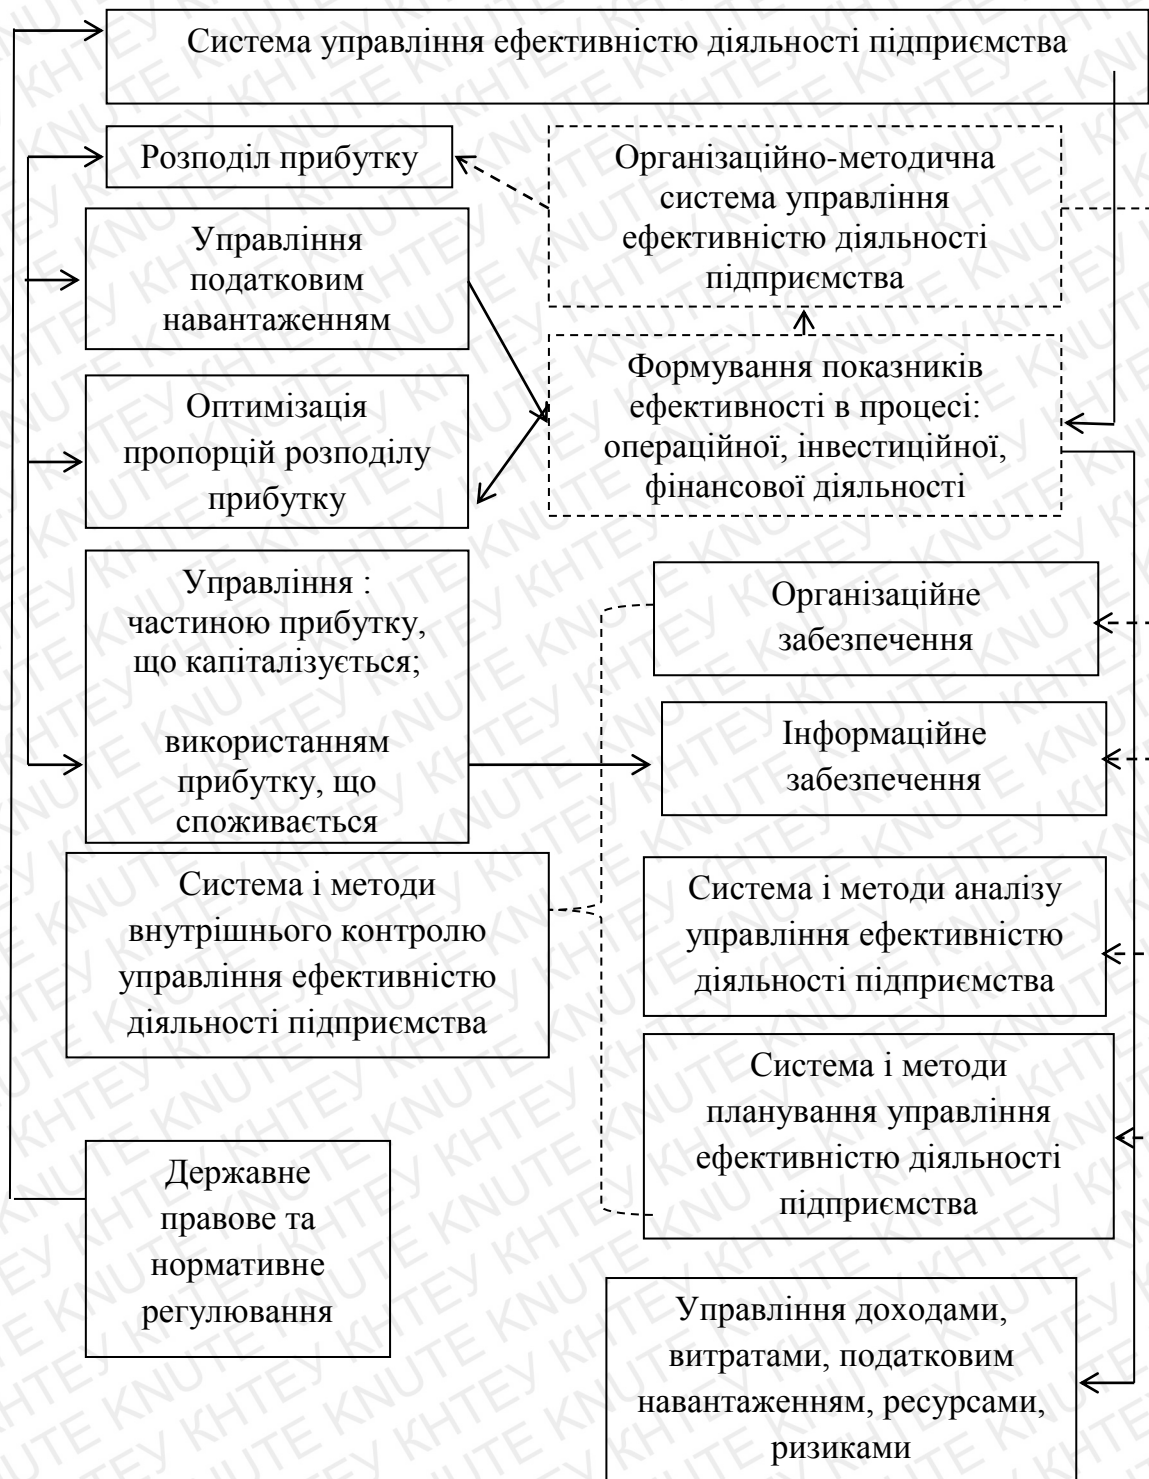 Система управління ефективністю діяльності підприємства
Розподіл прибутку
Організаційно-методична
система управління
ефективністю діяльності
підприємства
Управління
податковим
навантаженням
Формування показників
ефективності в процесі:
операційної, інвестиційної,
фінансової діяльності
Оптимізація
пропорцій розподілу
прибутку
Управління :
частиною прибутку,
що капіталізується;
використанням
прибутку, що
споживається
Організаційне
забезпечення
Інформаційне
забезпечення
Система і методи
внутрішнього контролю
управління ефективністю
діяльності підприємства
Система і методи аналізу
управління ефективністю
діяльності підприємства
Система і методи
планування управління
ефективністю діяльності
підприємства
Державне
правове та
нормативне
регулювання
Управління доходами,
витратами, податковим
навантаженням, ресурсами,
ризиками
KNUTE КНТЕУ